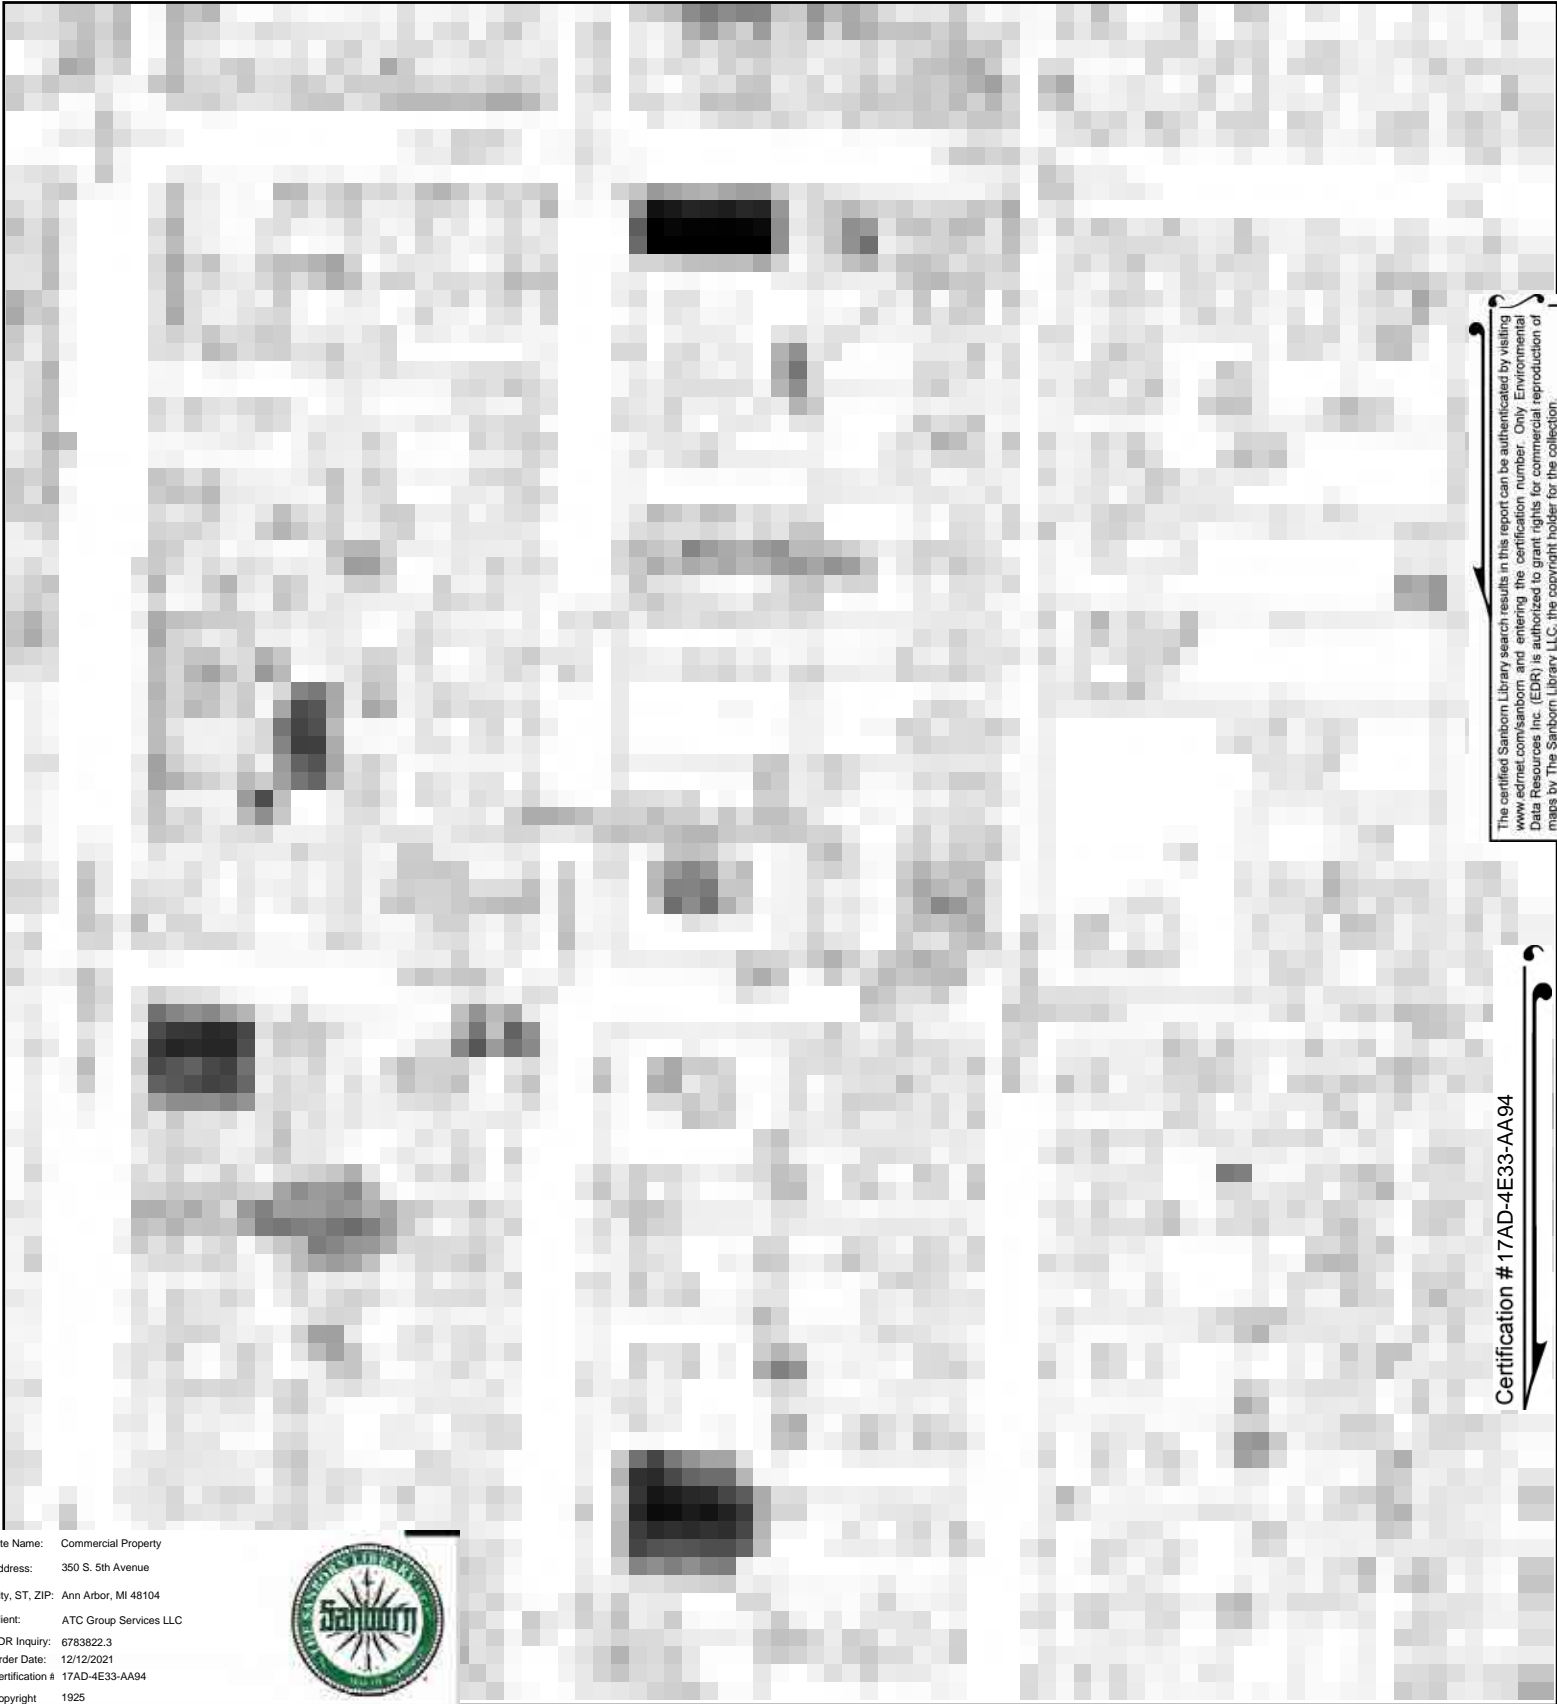 The certified Sanborn Library search results in this report can be authenticated by visiting
www.edrnet.com/sanborn and entering the certification number. Only Environmental
Data Resources Inc. (EDR) is authorized to grant rights for commercial reproduction of
maps by The Sanborn Library LLC, the copyright holder for the collection.
Certification # 17AD-4E33-AA94
te Name: Commercial Property
ddress: 350 S. 5th Avenue
ty, ST, ZIP: Ann Arbor, MI 48104
ient: ATC Group Services LLC
DR Inquiry: 6783822.3
rder Date: 12/12/2021
ertification # 17AD-4E33-AA94
opyright 1925
THE SANBORN LIBRARY
Sanborn